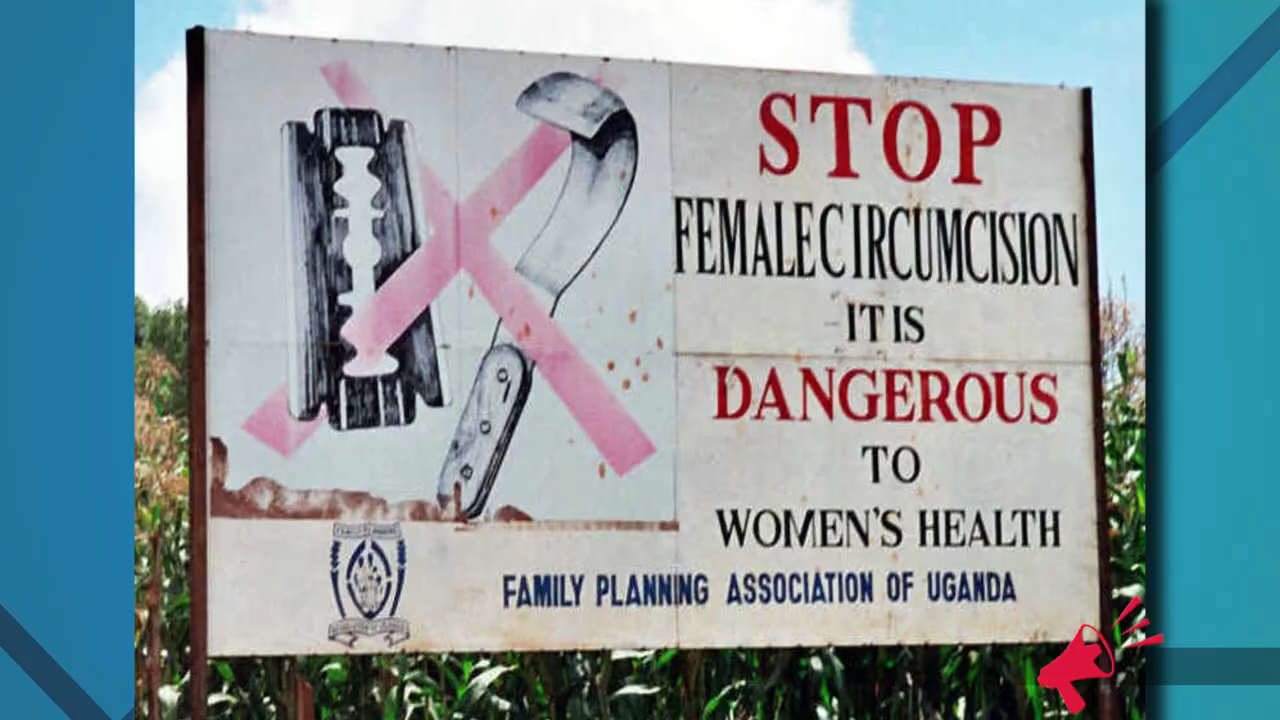 STOP
FEMALE CIRCUMCISION
IT IS
DANGEROUS
TO
WOMEN'S HEALTH
FAMILY PLANNING ASSOCIATION OF UGANDA